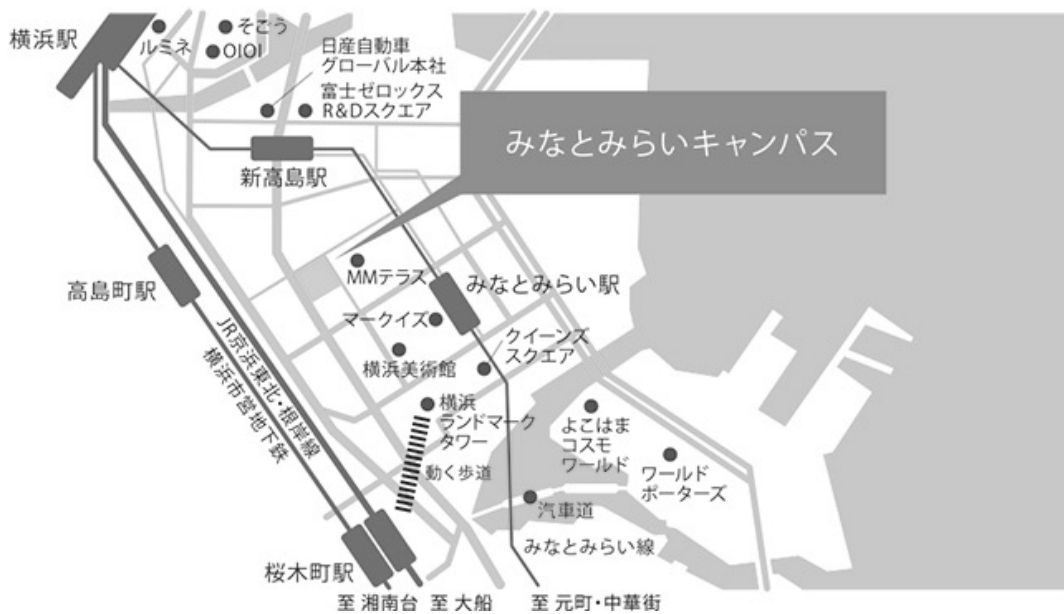 横浜駅
ルミネ
そごう
OIOI
日産自動車
グローバル本社
富士ゼロックス
R&Dスクエア
みなとみらいキャンパス
新高島駅
高島町駅
MMテラス
みなとみらい駅
マークイズ
クイーンズ
スクエア
横浜美術館
JR京浜東北・根岸線
横浜市営地下鉄
横浜
ランドマーク
タワー
よこはま
コスモ
ワールド
ワールド
ポーターズ
動く歩道
汽車道
みなとみらい線
桜木町駅
至 湘南台
至 大船
至 元町・中華街